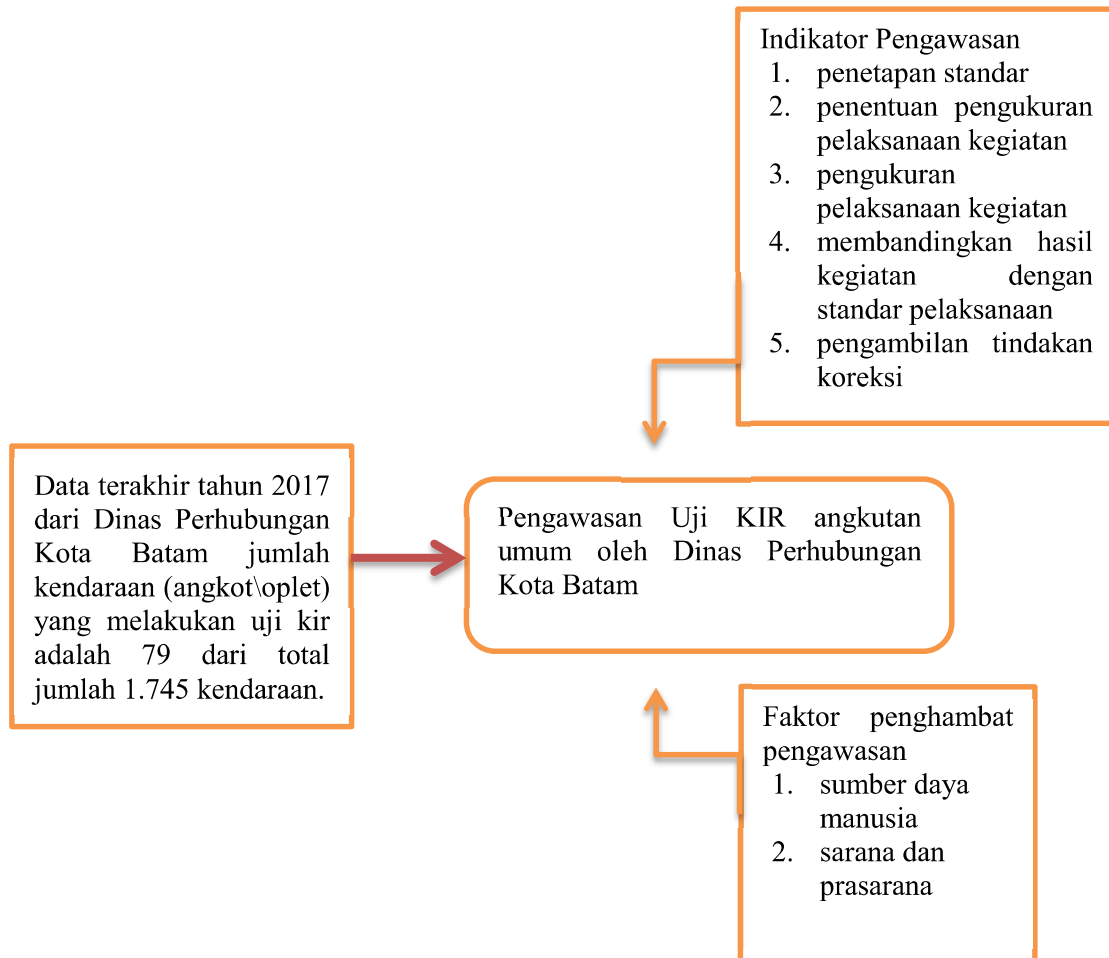 Indikator Pengawasan
1. penetapan standar
2. penentuan pengukuran
pelaksanaan kegiatan
3. pengukuran
pelaksanaan kegiatan
4. membandingkan hasil
kegiatan dengan
standar pelaksanaan
5. pengambilan tindakan
koreksi
Data terakhir tahun 2017
dari Dinas Perhubungan
Kota Batam jumlah
kendaraan (angkot\oplet)
yang melakukan uji kir
adalah 79 dari total
jumlah 1.745 kendaraan.
Pengawasan Uji KIR angkutan
umum oleh Dinas Perhubungan
Kota Batam
Faktor penghambat
pengawasan
1. sumber daya
manusia
2. sarana dan
prasarana